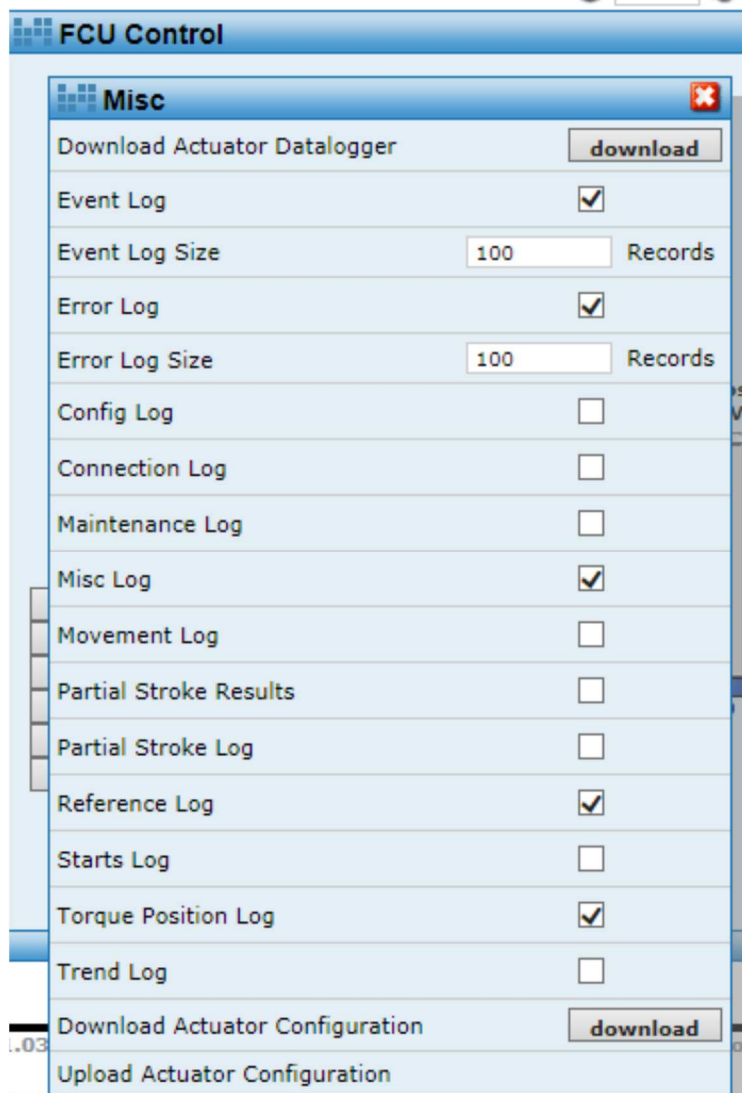 FCU Control
Misc
Download Actuator Datalogger download
Event Log
Event Log Size 100 Records
Error Log
Error Log Size 100 Records
Config Log
Connection Log
Maintenance Log
Misc Log
Movement Log
Partial Stroke Results
Partial Stroke Log
Reference Log
Starts Log
Torque Position Log
Trend Log
Download Actuator Configuration download
Upload Actuator Configuration